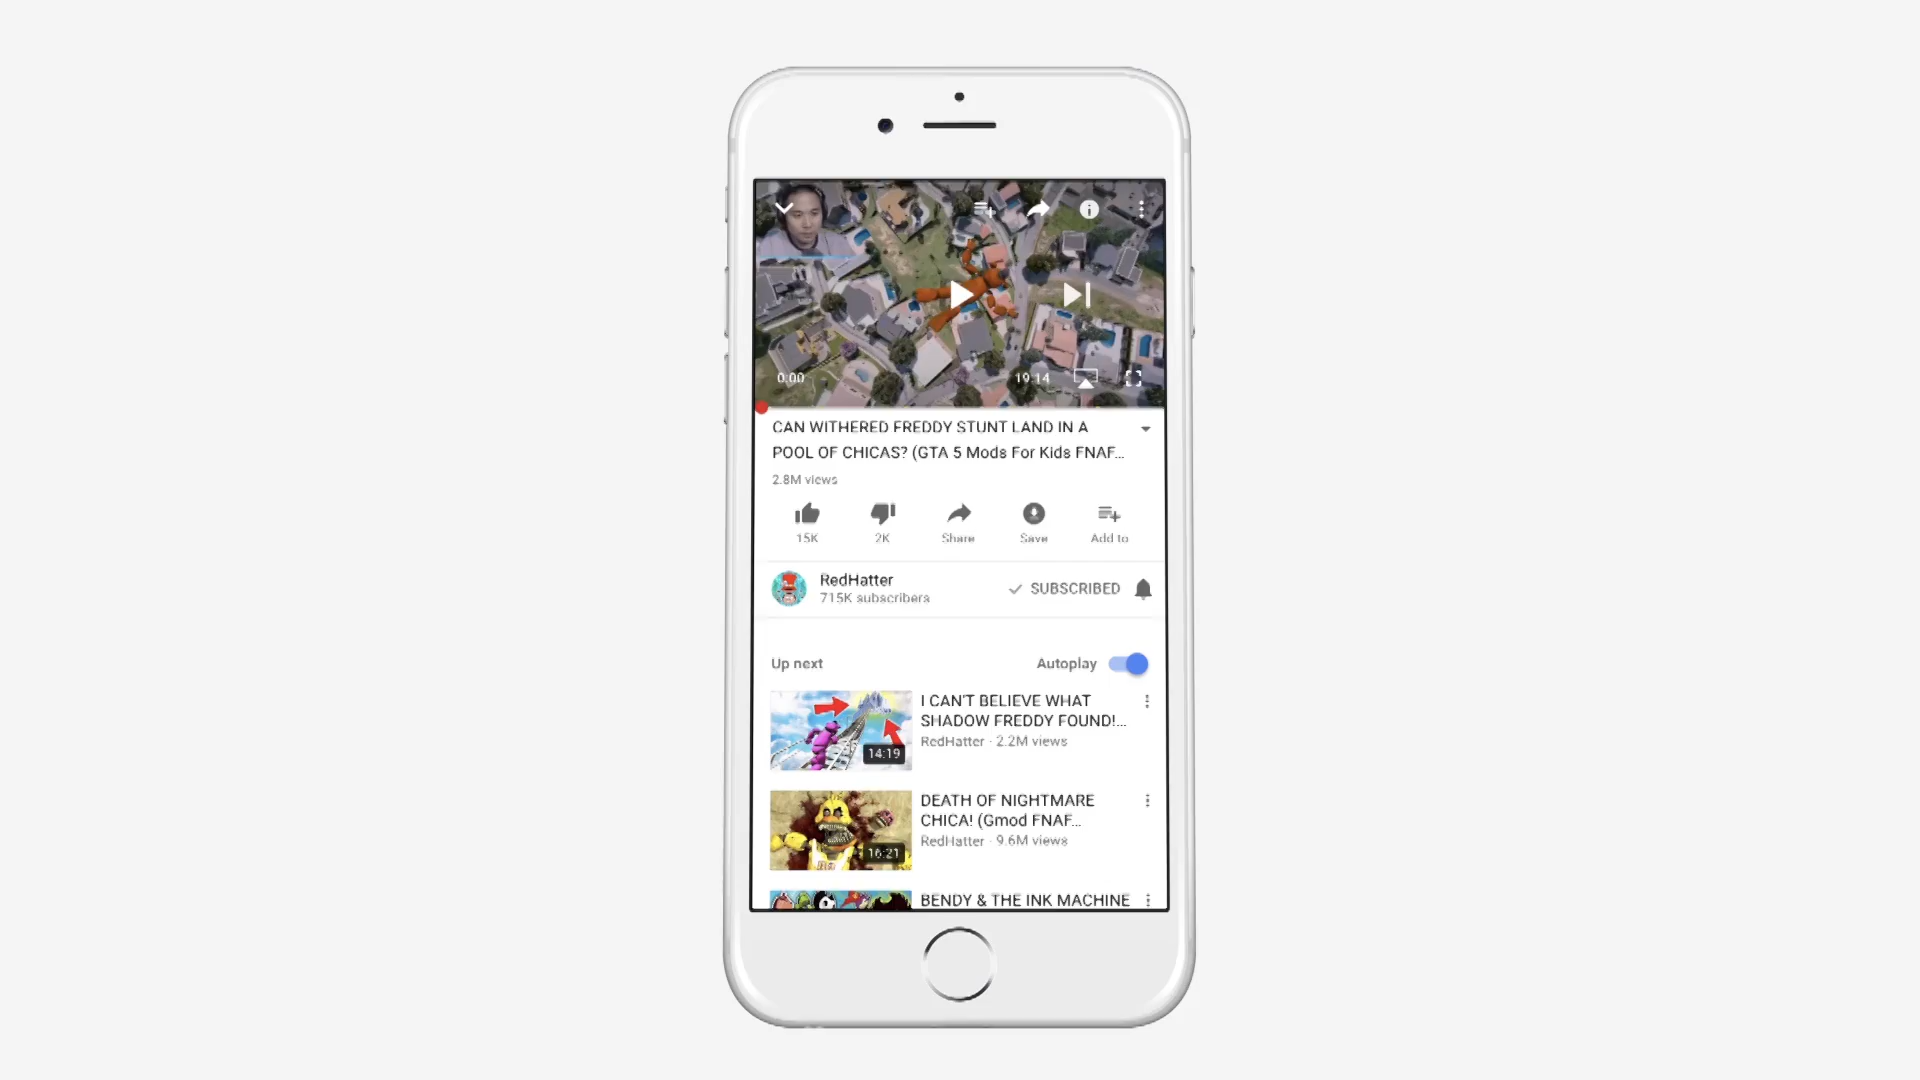 0:00
19:14
CAN WITHERED FREDDY STUNT LAND IN A
POOL OF CHICAS? (GTA 5 Mods For Kids FNAF...
2.8M views
15K
2K
Share
Save
Add to
RedHatter
715K subscribers
SUBSCRIBED
Up next
Autoplay
14:19
I CAN'T BELIEVE WHAT
SHADOW FREDDY FOUND!...
RedHatter · 2.2M views
16:21
DEATH OF NIGHTMARE
CHICA! (Gmod FNAF...
RedHatter · 9.6M views
BENDY & THE INK MACHINE